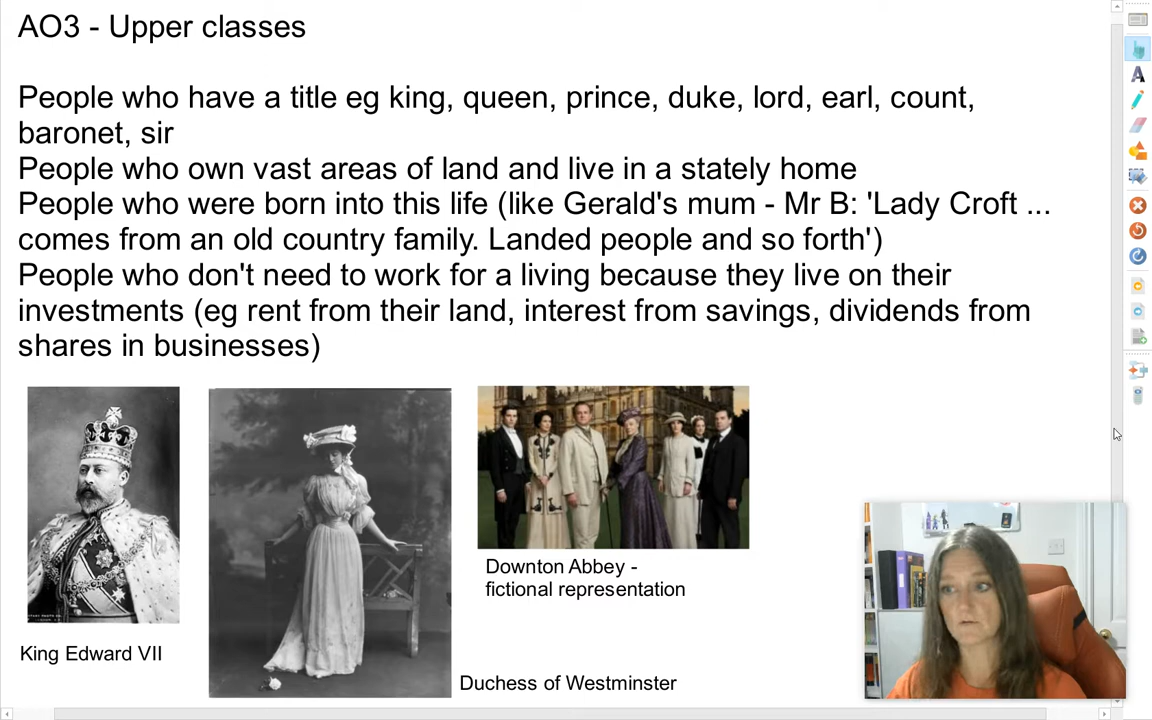 AO3 - Upper classes
People who have a title eg king, queen, prince, duke, lord, earl, count,
baronet, sir
People who own vast areas of land and live in a stately home
People who were born into this life (like Gerald's mum - Mr B: 'Lady Croft ...
comes from an old country family. Landed people and so forth')
People who don't need to work for a living because they live on their
investments (eg rent from their land, interest from savings, dividends from
shares in businesses)
Downton Abbey -
fictional representation
King Edward VII
Duchess of Westminster